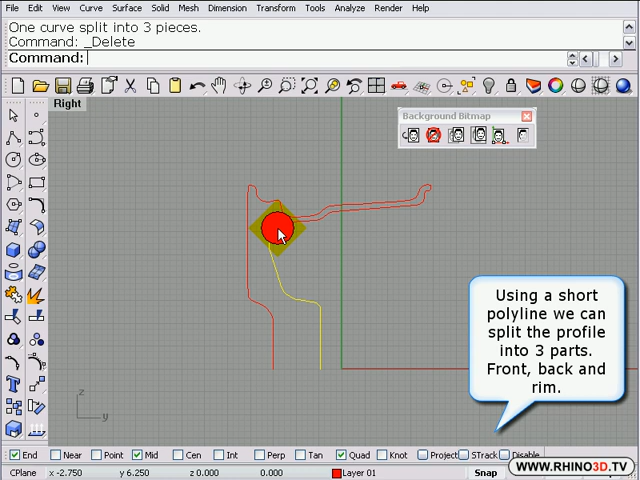 File Edit View Curve Surface Solid Mesh Dimension Transform Tools Analyze Render Help
One curve split into 3 pieces.
Command: _Delete
Command:
Right
Background Bitmap
Using a short
polyline we can
split the profile
into 3 parts.
Front, back and
rim.
z
y
End Near Point Mid Cen Int Perp Tan Quad Knot Project STrack Disable
CPlane x -2.750 y 6.250 z 0.000 0.000 Layer 01 Snap
WWW.RHINO3D.TV